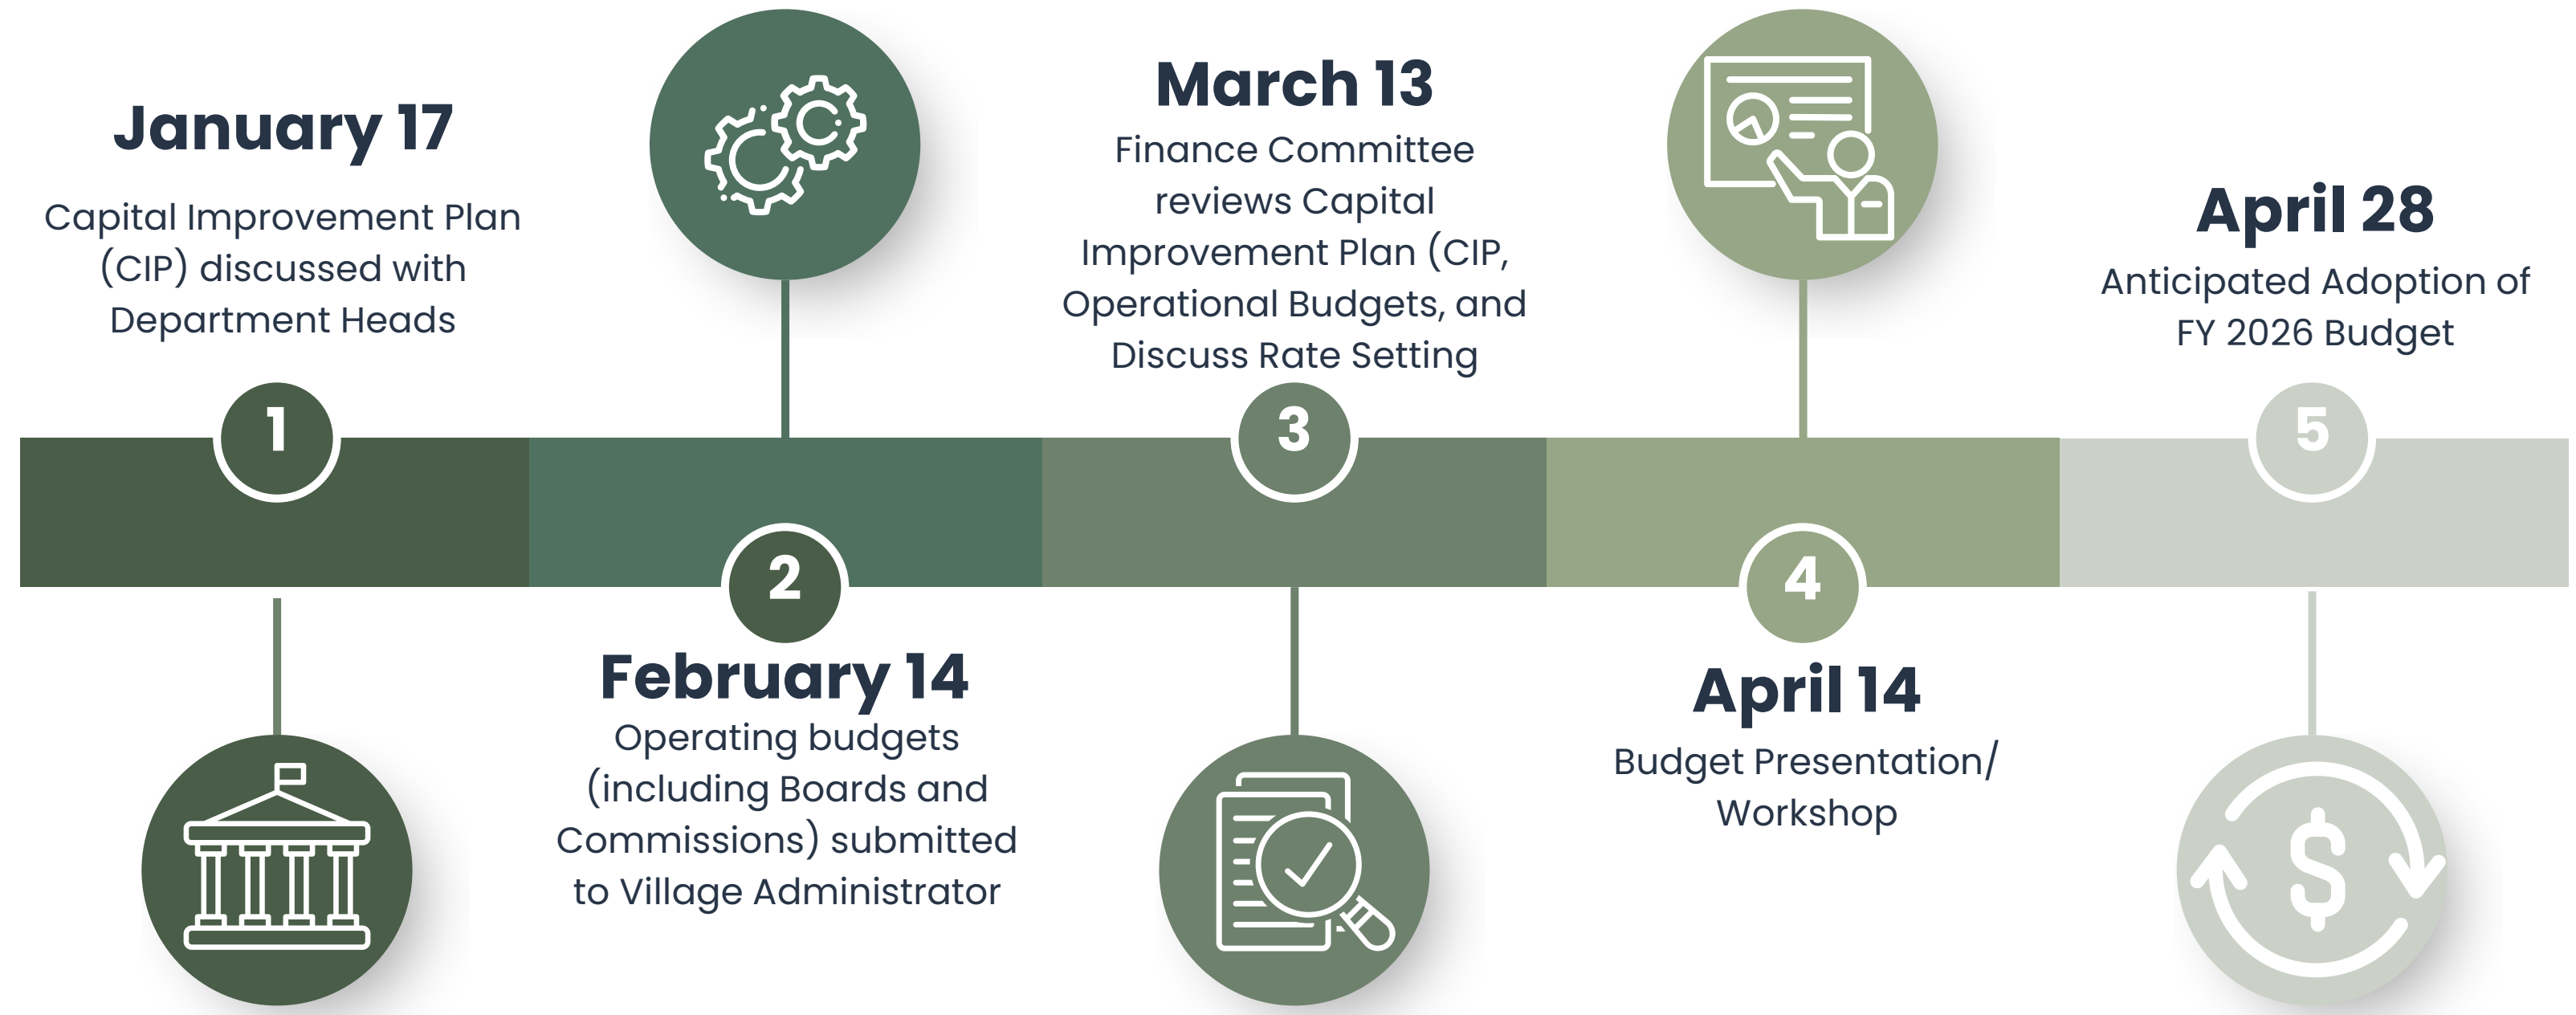 January 17
Capital Improvement Plan
(CIP) discussed with
Department Heads
1
2
February 14
Operating budgets
(including Boards and
Commissions) submitted
to Village Administrator
March 13
Finance Committee
reviews Capital
Improvement Plan (CIP,
Operational Budgets, and
Discuss Rate Setting
3
4
April 14
Budget Presentation/
Workshop
April 28
Anticipated Adoption of
FY 2026 Budget
5
$